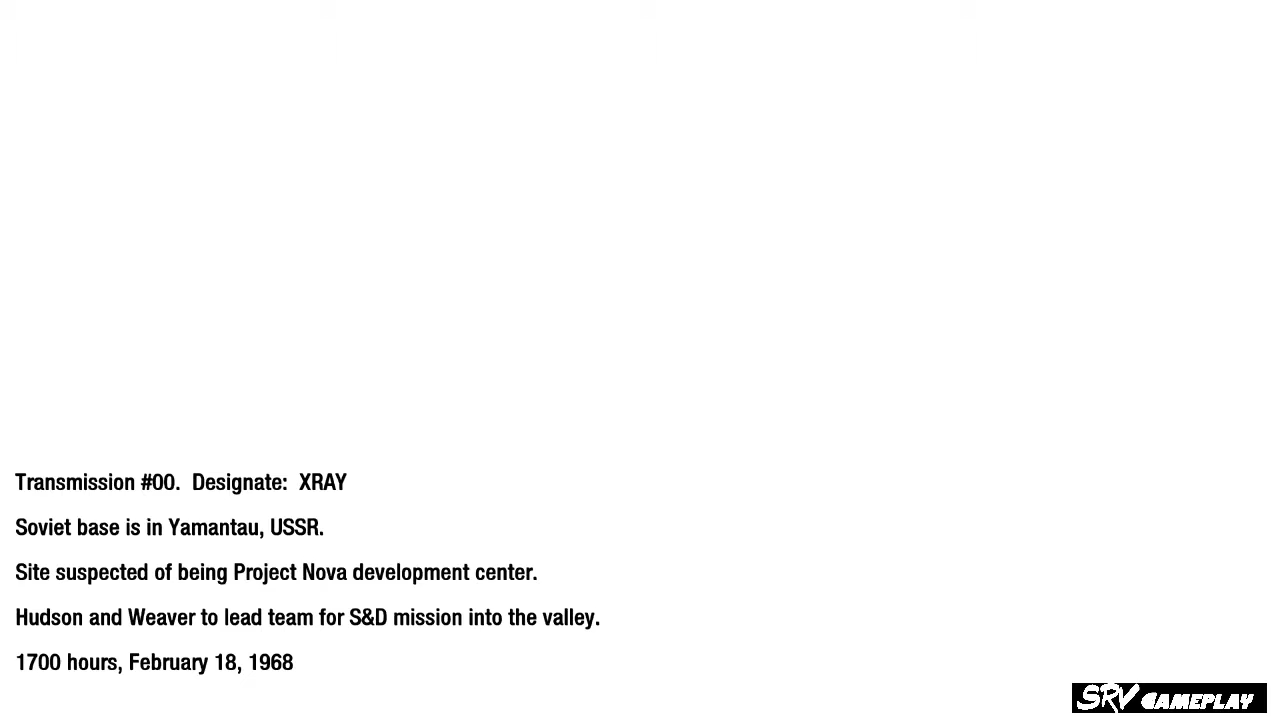 Transmission #00.  Designate:  XRAY
Soviet base is in Yamantau, USSR.
Site suspected of being Project Nova development center.
Hudson and Weaver to lead team for S&D mission into the valley.
1700 hours, February 18, 1968
SRV GAMEPLAY